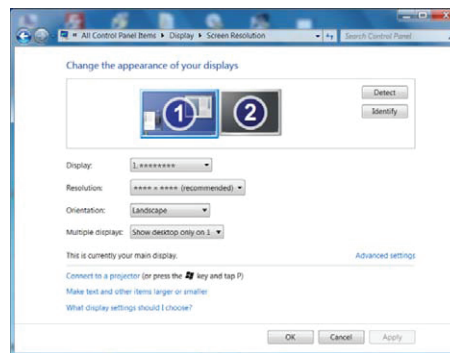 « All Control Panel Items ▸ Display ▸ Screen Resolution
Search Control Panel
Change the appearance of your displays
1
2
Detect
Identify
Display: 1.********
Resolution: **** × **** (recommended)
Orientation: Landscape
Multiple displays: Show desktop only on 1
This is currently your main display.
Advanced settings
Connect to a projector (or press the key and tap P)
Make text and other items larger or smaller
What display settings should I choose?
OK
Cancel
Apply